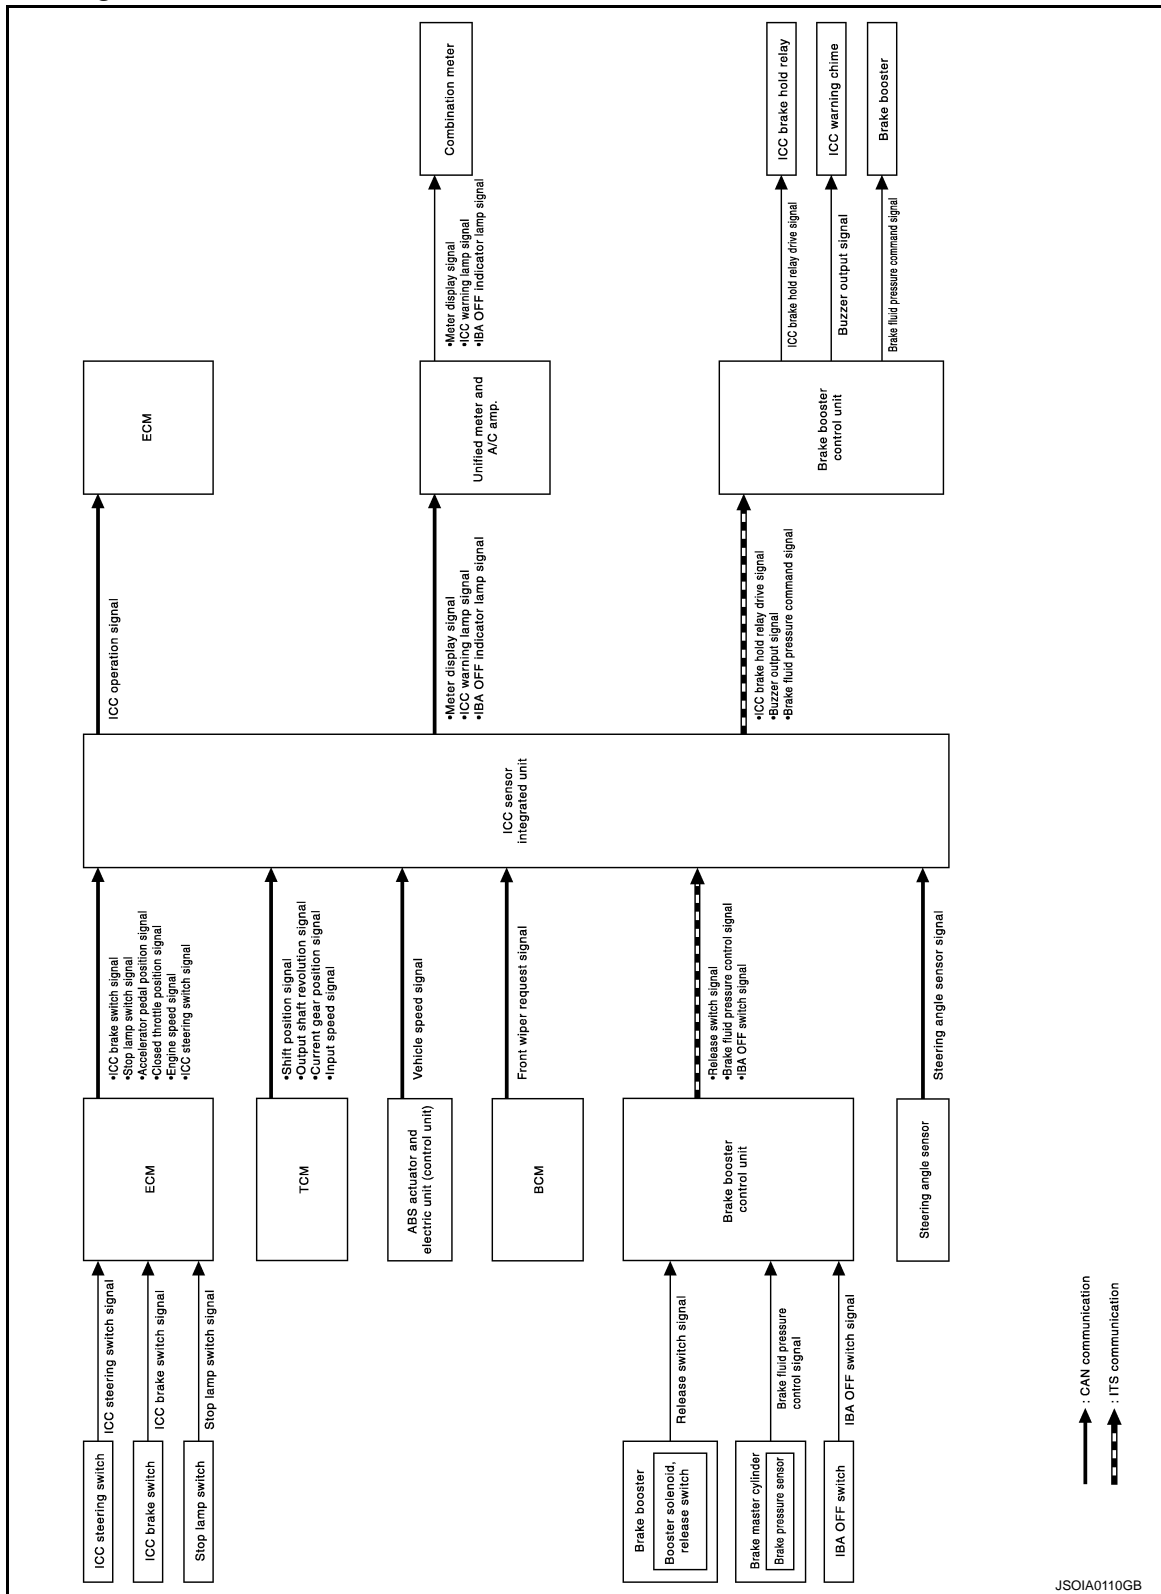 ICC steering switch
ICC brake switch
Stop lamp switch
Brake booster
Booster solenoid,
release switch
Brake master cylinder
Brake pressure sensor
IBA OFF switch
ICC steering switch signal
ICC brake switch signal
Stop lamp switch signal
Release switch signal
Brake fluid pressure
control signal
IBA OFF switch signal
ECM
TCM
ABS actuator and
electric unit (control unit)
BCM
Brake booster
control unit
Steering angle sensor
•ICC brake switch signal
•Stop lamp switch signal
•Accelerator pedal position signal
•Closed throttle position signal
•Engine speed signal
•ICC steering switch signal
•Shift position signal
•Output shaft revolution signal
•Current gear position signal
•Input speed signal
Vehicle speed signal
Front wiper request signal
•Release switch signal
•Brake fluid pressure control signal
•IBA OFF switch signal
Steering angle sensor signal
ICC sensor
integrated unit
ICC operation signal
•Meter display signal
•ICC warning lamp signal
•IBA OFF indicator lamp signal
•ICC brake hold relay drive signal
•Buzzer output signal
•Brake fluid pressure command signal
ECM
Unified meter and
A/C amp.
Brake booster
control unit
•Meter display signal
•ICC warning lamp signal
•IBA OFF indicator lamp signal
ICC brake hold relay drive signal
Buzzer output signal
Brake fluid pressure command signal
Combination meter
ICC brake hold relay
ICC warning chime
Brake booster
: CAN communication
: ITS communication
JSOIA0110GB